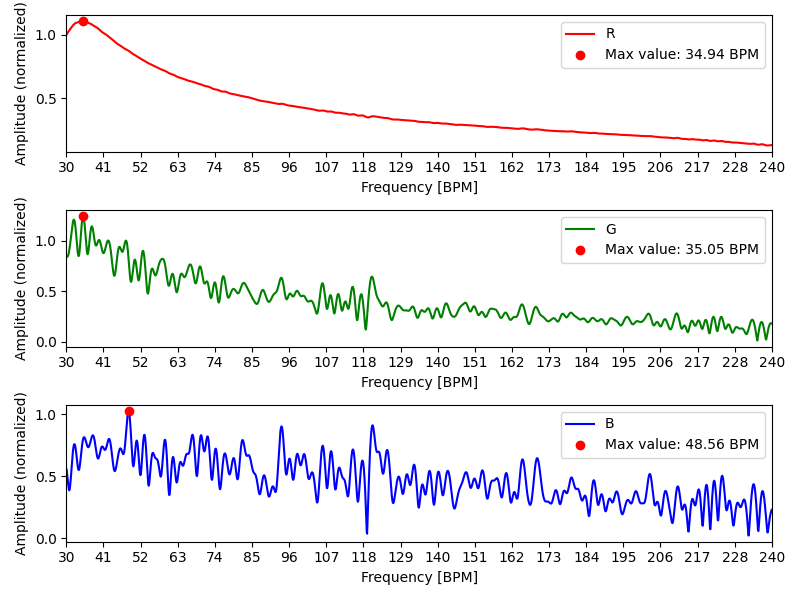 Amplitude (normalized)
1.0
0.5
R
Max value: 34.94 BPM
30 41 52 63 74 85 96 107 118 129 140 151 162 173 184 195 206 217 228 240
Frequency [BPM]
Amplitude (normalized)
1.0
0.5
0.0
G
Max value: 35.05 BPM
30 41 52 63 74 85 96 107 118 129 140 151 162 173 184 195 206 217 228 240
Frequency [BPM]
Amplitude (normalized)
1.0
0.5
0.0
B
Max value: 48.56 BPM
30 41 52 63 74 85 96 107 118 129 140 151 162 173 184 195 206 217 228 240
Frequency [BPM]